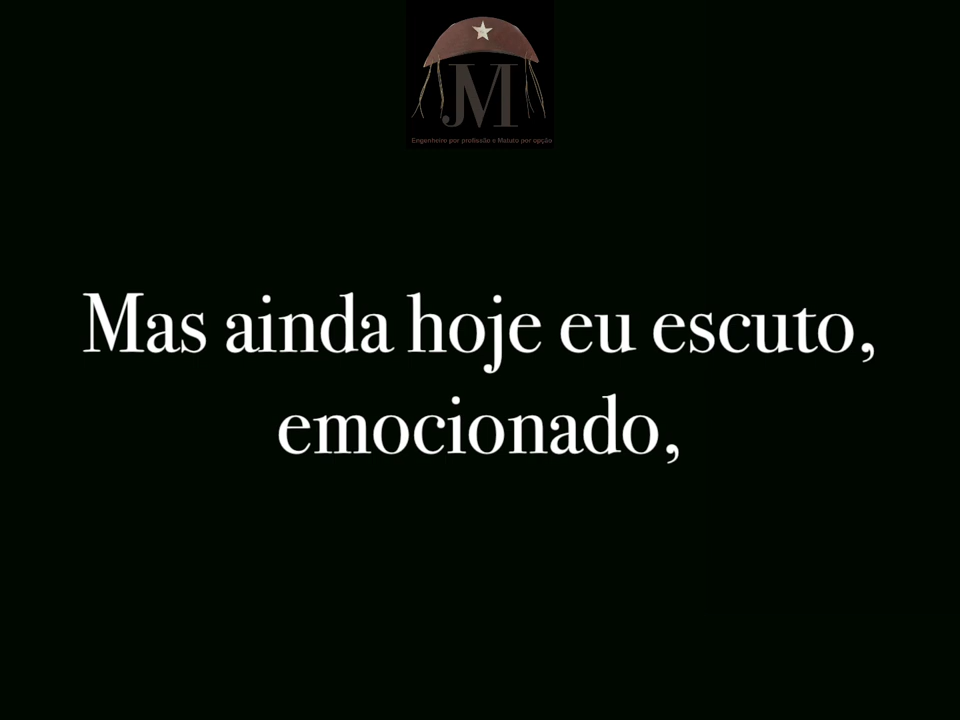 JM
Engenheiro por profissão e Matuto por opção
Mas ainda hoje eu escuto,
emocionado,